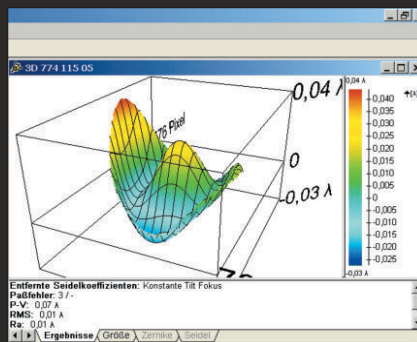 3D 774 115 05
76 Pixel
0,04 λ
0
-0,03 λ
0,04 λ
↑[λ]
0,040
0,035
0,030
0,025
0,020
0,015
0,010
0,005
0
-0,005
-0,010
-0,015
-0,020
-0,025
-0,03 λ
Entfernte Seidelkoeffizienten: Konstante Tilt Fokus
Paßfehler: 3 / -
P-V: 0,07 λ
RMS: 0,01 λ
Ra: 0,01 λ
Ergebnisse Größe Zernike Seidel